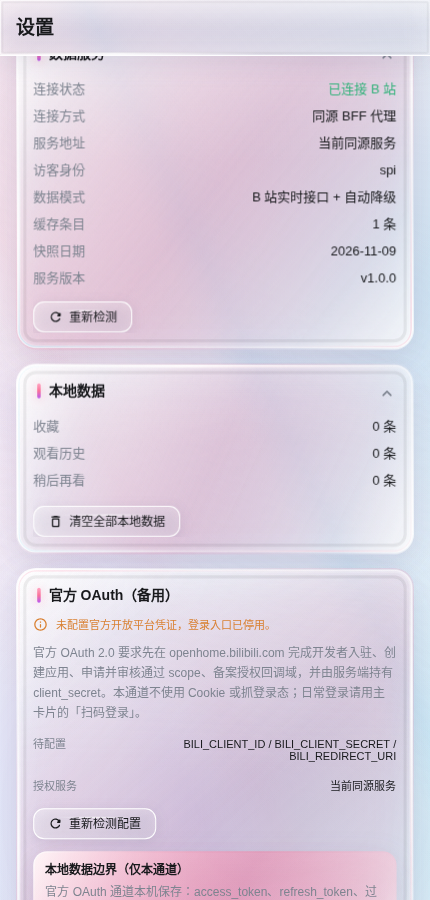 设置
数据服务
连接状态 已连接 B 站
连接方式 同源 BFF 代理
服务地址 当前同源服务
访客身份 spi
数据模式 B 站实时接口 + 自动降级
缓存条目 1 条
快照日期 2026-11-09
服务版本 v1.0.0
重新检测
本地数据
收藏 0 条
观看历史 0 条
稍后再看 0 条
清空全部本地数据
官方 OAuth（备用）
未配置官方开放平台凭证，登录入口已停用。
官方 OAuth 2.0 要求先在 openhome.bilibili.com 完成开发者入驻、创
建应用、申请并审核通过 scope、备案授权回调域，并由服务端持有
client_secret。本通道不使用 Cookie 或抓登录态；日常登录请用主
卡片的「扫码登录」。
待配置 BILI_CLIENT_ID / BILI_CLIENT_SECRET /
BILI_REDIRECT_URI
授权服务 当前同源服务
重新检测配置
本地数据边界（仅本通道）
官方 OAuth 通道本机保存：access_token、refresh_token、过